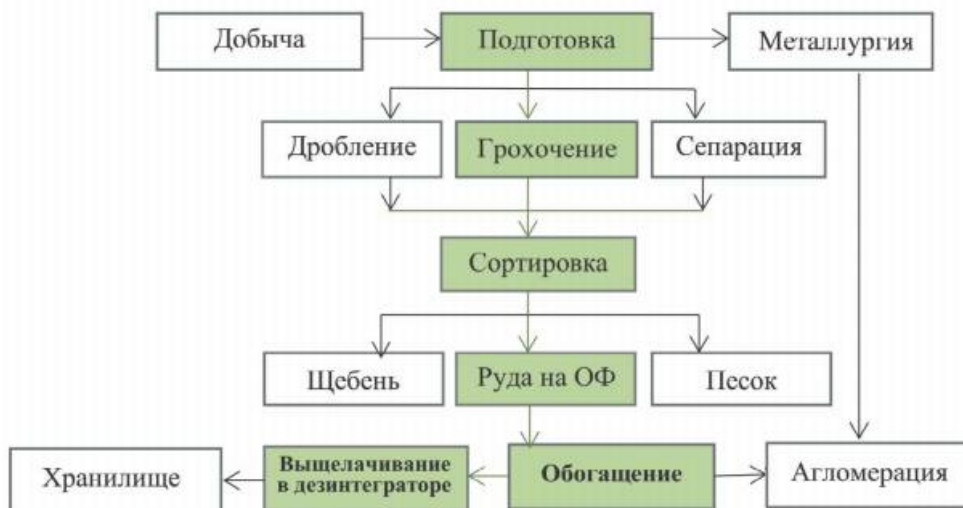 Добыча
Подготовка
Металлургия
Дробление
Грохочение
Сепарация
Сортировка
Щебень
Руда на ОФ
Песок
Хранилище
Выщелачивание
в дезинтеграторе
Обогащение
Агломерация